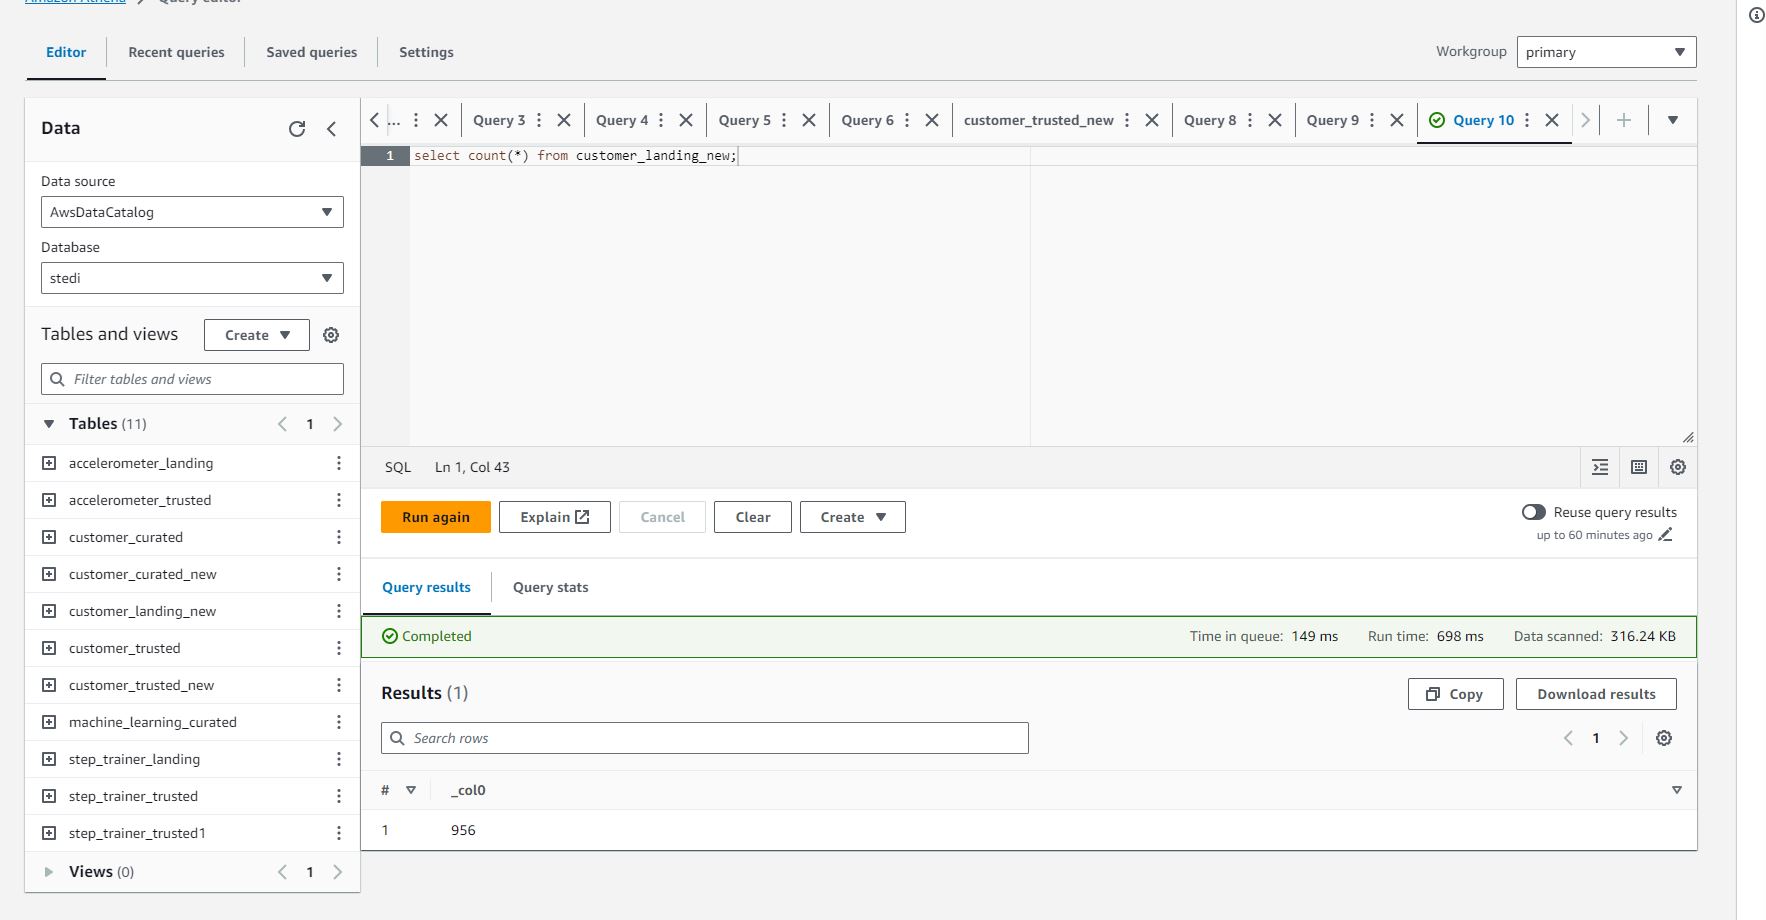 Amazon Athena > Query editor
Editor Recent queries Saved queries Settings
Workgroup primary
Data
Data source
AwsDataCatalog
Database
stedi
Tables and views Create
Filter tables and views
Tables (11) 1
accelerometer_landing
accelerometer_trusted
customer_curated
customer_curated_new
customer_landing_new
customer_trusted
customer_trusted_new
machine_learning_curated
step_trainer_landing
step_trainer_trusted
step_trainer_trusted1
Views (0) 1
... Query 3 Query 4 Query 5 Query 6 customer_trusted_new Query 8 Query 9 Query 10
1 select count(*) from customer_landing_new;
SQL Ln 1, Col 43
Run again Explain Cancel Clear Create
Reuse query results
up to 60 minutes ago
Query results Query stats
Completed Time in queue: 149 ms Run time: 698 ms Data scanned: 316.24 KB
Results (1) Copy Download results
Search rows 1
# _col0
1 956